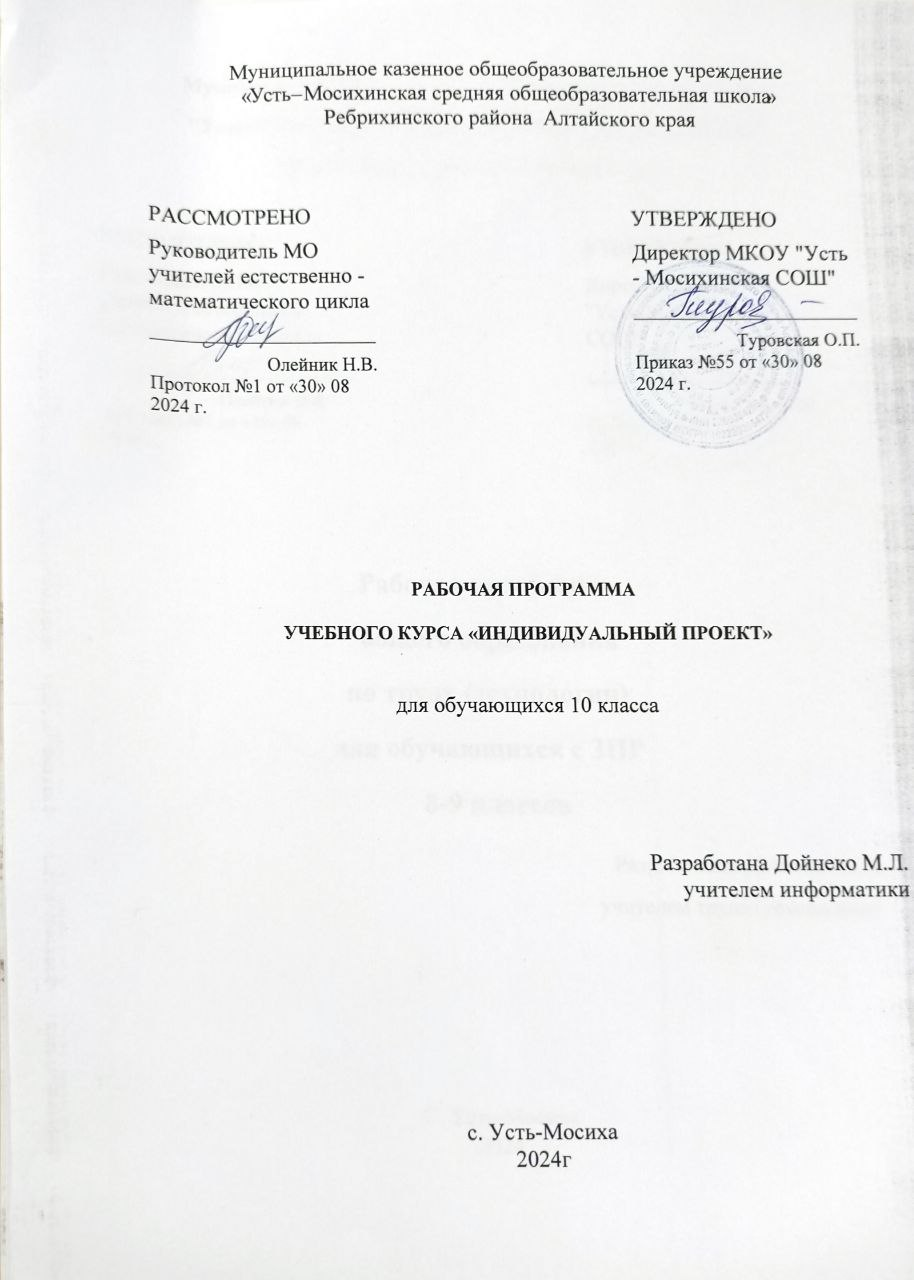 Муниципальное казенное общеобразовательное учреждение
«Усть–Мосихинская средняя общеобразовательная школа»
Ребрихинского района Алтайского края
РАССМОТРЕНО
Руководитель МО
учителей естественно -
математического цикла
Олейник Н.В.
Протокол №1 от «30» 08
2024 г.
УТВЕРЖДЕНО
Директор МКОУ "Усть
- Мосихинская СОШ"
Туровская О.П.
Приказ №55 от «30» 08
2024 г.
РАБОЧАЯ ПРОГРАММА
УЧЕБНОГО КУРСА «ИНДИВИДУАЛЬНЫЙ ПРОЕКТ»
для обучающихся 10 класса
Разработана Дойнеко М.Л.
учителем информатики
с. Усть-Мосиха
2024г